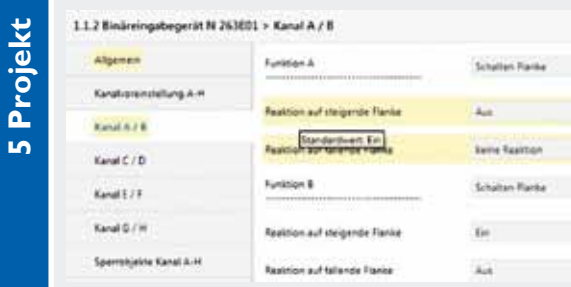 5 Projekt
1.1.2 Binäreingabegerät N 263E01 > Kanal A / B
Allgemein
Kanalvoreinstellung A-H
Kanal A / B
Kanal C / D
Kanal E / F
Kanal G / H
Sperrobjekte Kanal A-H
Funktion A
Schalten Flanke
Reaktion auf steigende Flanke
Aus
Standardwert: Ein
Reaktion auf fallende Flanke
keine Reaktion
Funktion B
Schalten Flanke
Reaktion auf steigende Flanke
Ein
Reaktion auf fallende Flanke
Aus